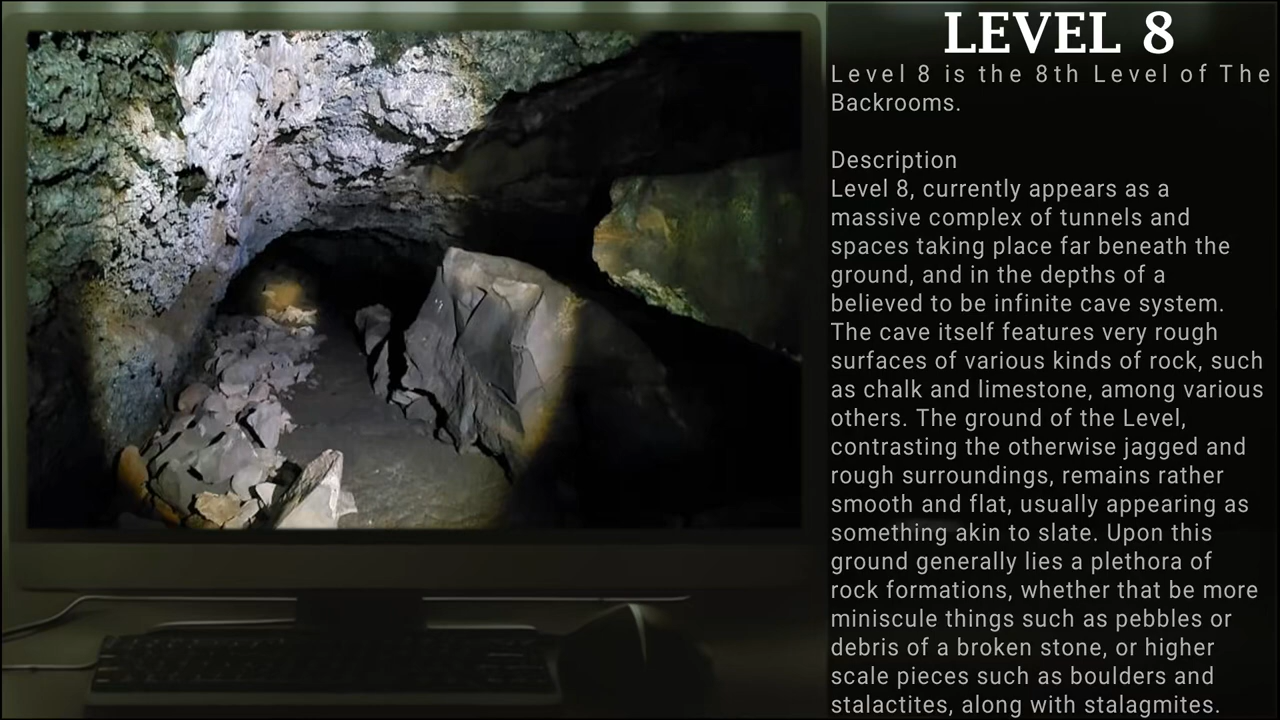 LEVEL 8
Level 8 is the 8th Level of The
Backrooms.
Description
Level 8, currently appears as a
massive complex of tunnels and
spaces taking place far beneath the
ground, and in the depths of a
believed to be infinite cave system.
The cave itself features very rough
surfaces of various kinds of rock, such
as chalk and limestone, among various
others. The ground of the Level,
contrasting the otherwise jagged and
rough surroundings, remains rather
smooth and flat, usually appearing as
something akin to slate. Upon this
ground generally lies a plethora of
rock formations, whether that be more
miniscule things such as pebbles or
debris of a broken stone, or higher
scale pieces such as boulders and
stalactites, along with stalagmites.